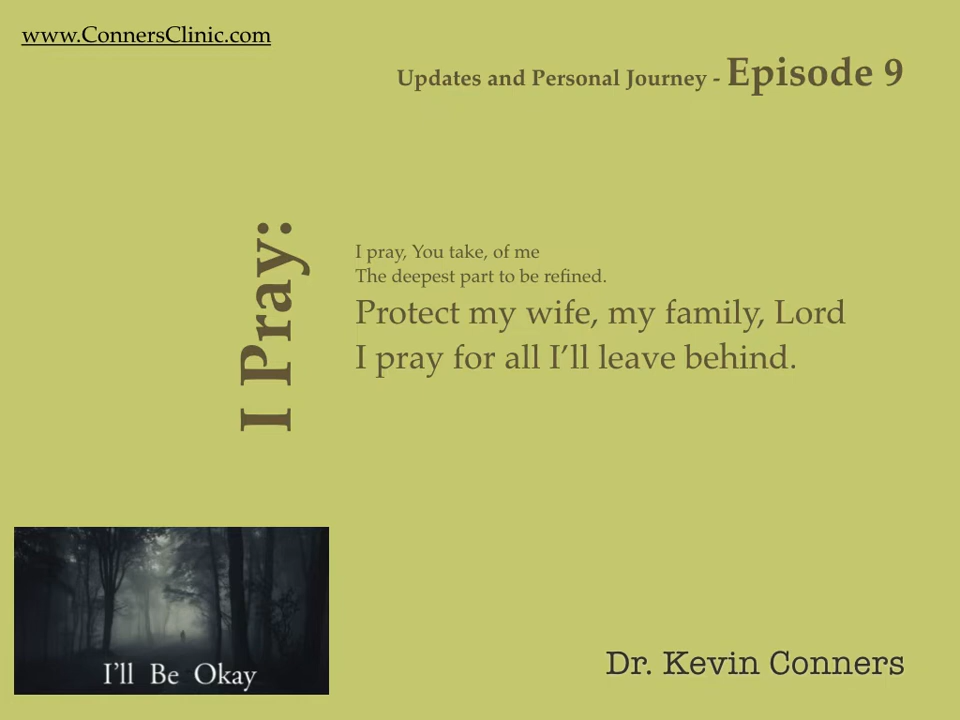 www.ConnersClinic.com
Updates and Personal Journey - Episode 9
I Pray:
I pray, You take, of me
The deepest part to be refined.
Protect my wife, my family, Lord
I pray for all I’ll leave behind.
I’ll Be Okay
Dr. Kevin Conners